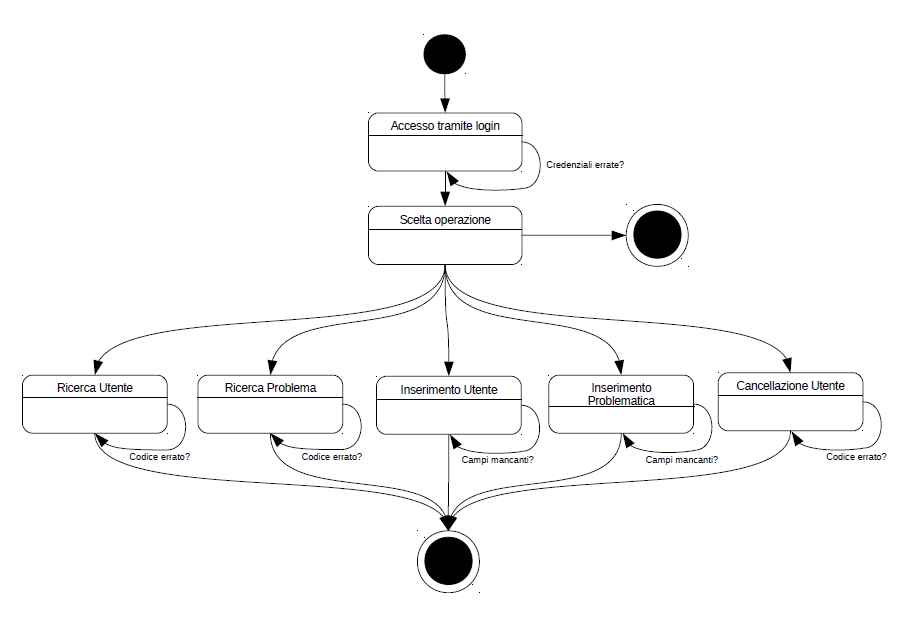 Accesso tramite login
Credenziali errate?
Scelta operazione
Ricerca Utente
Ricerca Problema
Inserimento Utente
Inserimento
Problematica
Cancellazione Utente
Codice errato?
Codice errato?
Campi mancanti?
Campi mancanti?
Codice errato?